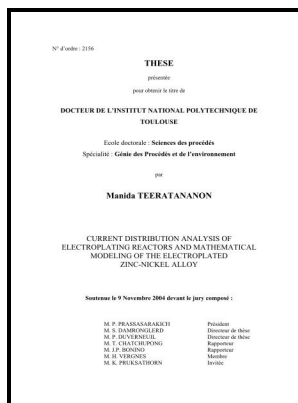 N° d'ordre : 2156
THESE
présentée
pour obtenir le titre de
DOCTEUR DE L'INSTITUT NATIONAL POLYTECHNIQUE DE
TOULOUSE
Ecole doctorale : Sciences des procédés
Spécialité : Génie des Procédés et de l'environnement
par
Manida TEERATANANON
CURRENT DISTRIBUTION ANALYSIS OF
ELECTROPLATING REACTORS AND MATHEMATICAL
MODELING OF THE ELECTROPLATED
ZINC-NICKEL ALLOY
Soutenue le 9 Novembre 2004 devant le jury composé :
M. P. PRASSASARAKICH Président
M. S. DAMRONGLERD Directeur de thèse
M. P. DUVERNEUIL Directeur de thèse
M. T. CHATCHUPONG Rapporteur
M. J.P. BONINO Rapporteur
M. H. VERGNES Membre
M. K. PRUKSATHORN Invitée